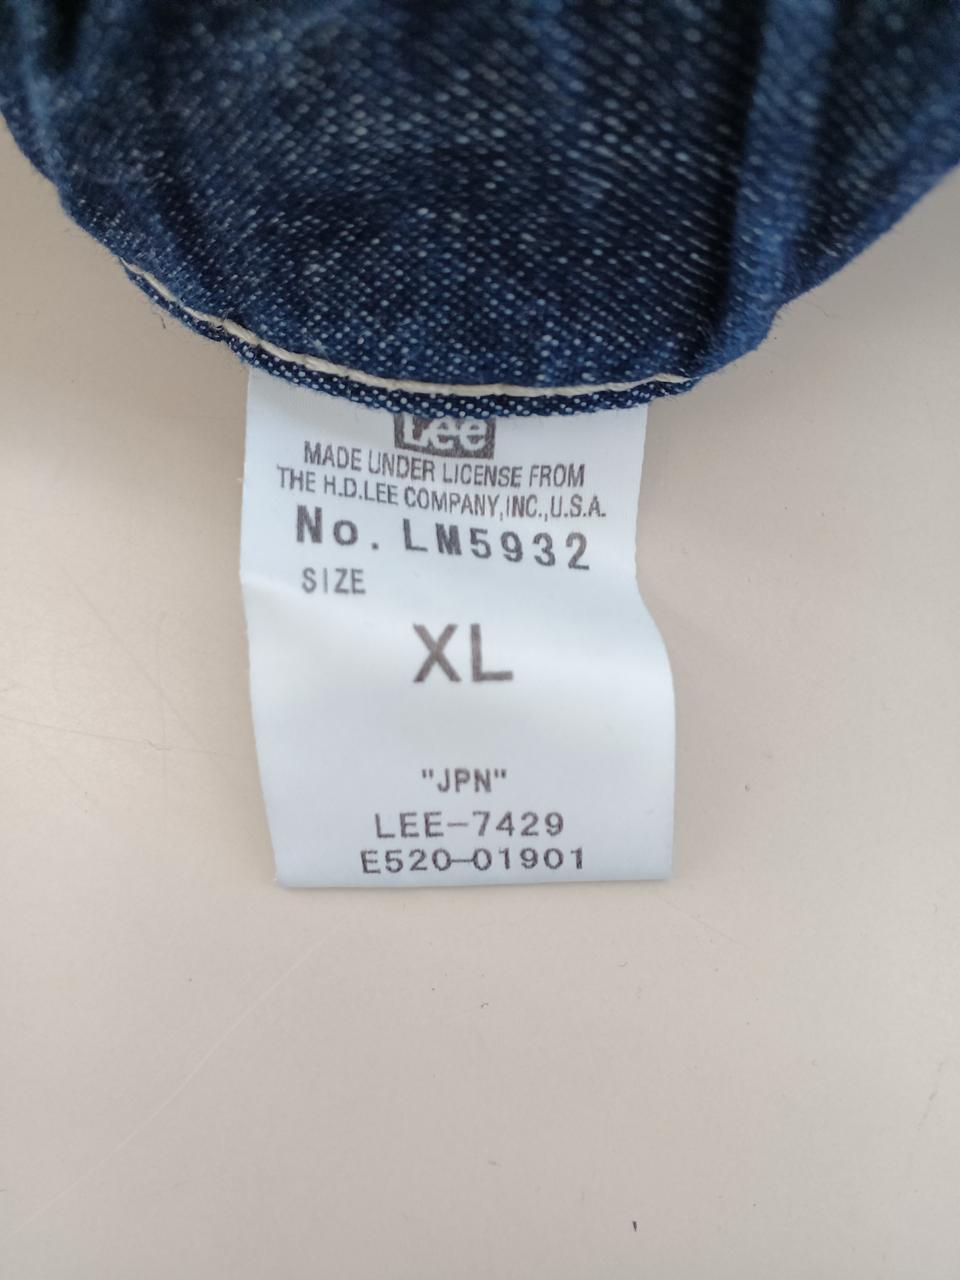 Lee
MADE UNDER LICENSE FROM
THE H.D.LEE COMPANY,INC.,U.S.A.
No. LM5932
SIZE
XL
"JPN"
LEE-7429
E520-01901